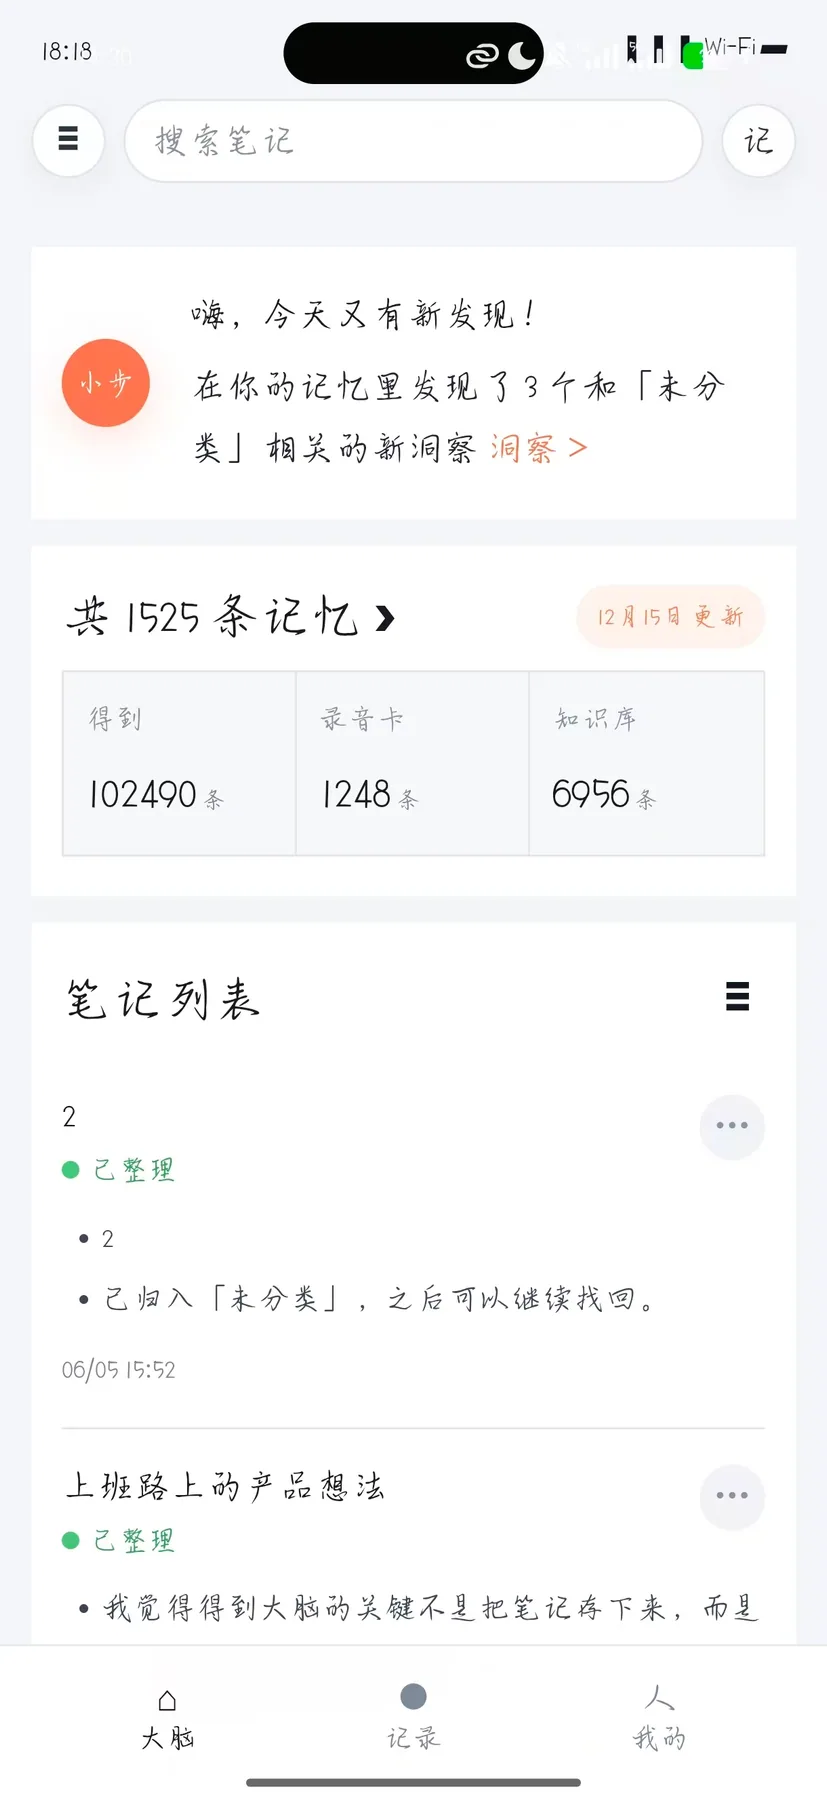 18:18
Wi-Fi
搜索笔记
记
嗨，今天又有新发现！
小步
在你的记忆里发现了3个和「未分
类」相关的新洞察 洞察 >
共 1525 条记忆 ›
12月15日更新
得到 录音卡 知识库
102490 条 1248 条 6956 条
笔记列表
2
已整理
• 2
• 已归入「未分类」，之后可以继续找回。
06/05 15:52
上班路上的产品想法
已整理
• 我觉得得到大脑的关键不是把笔记存下来，而是
大脑 记录 我的